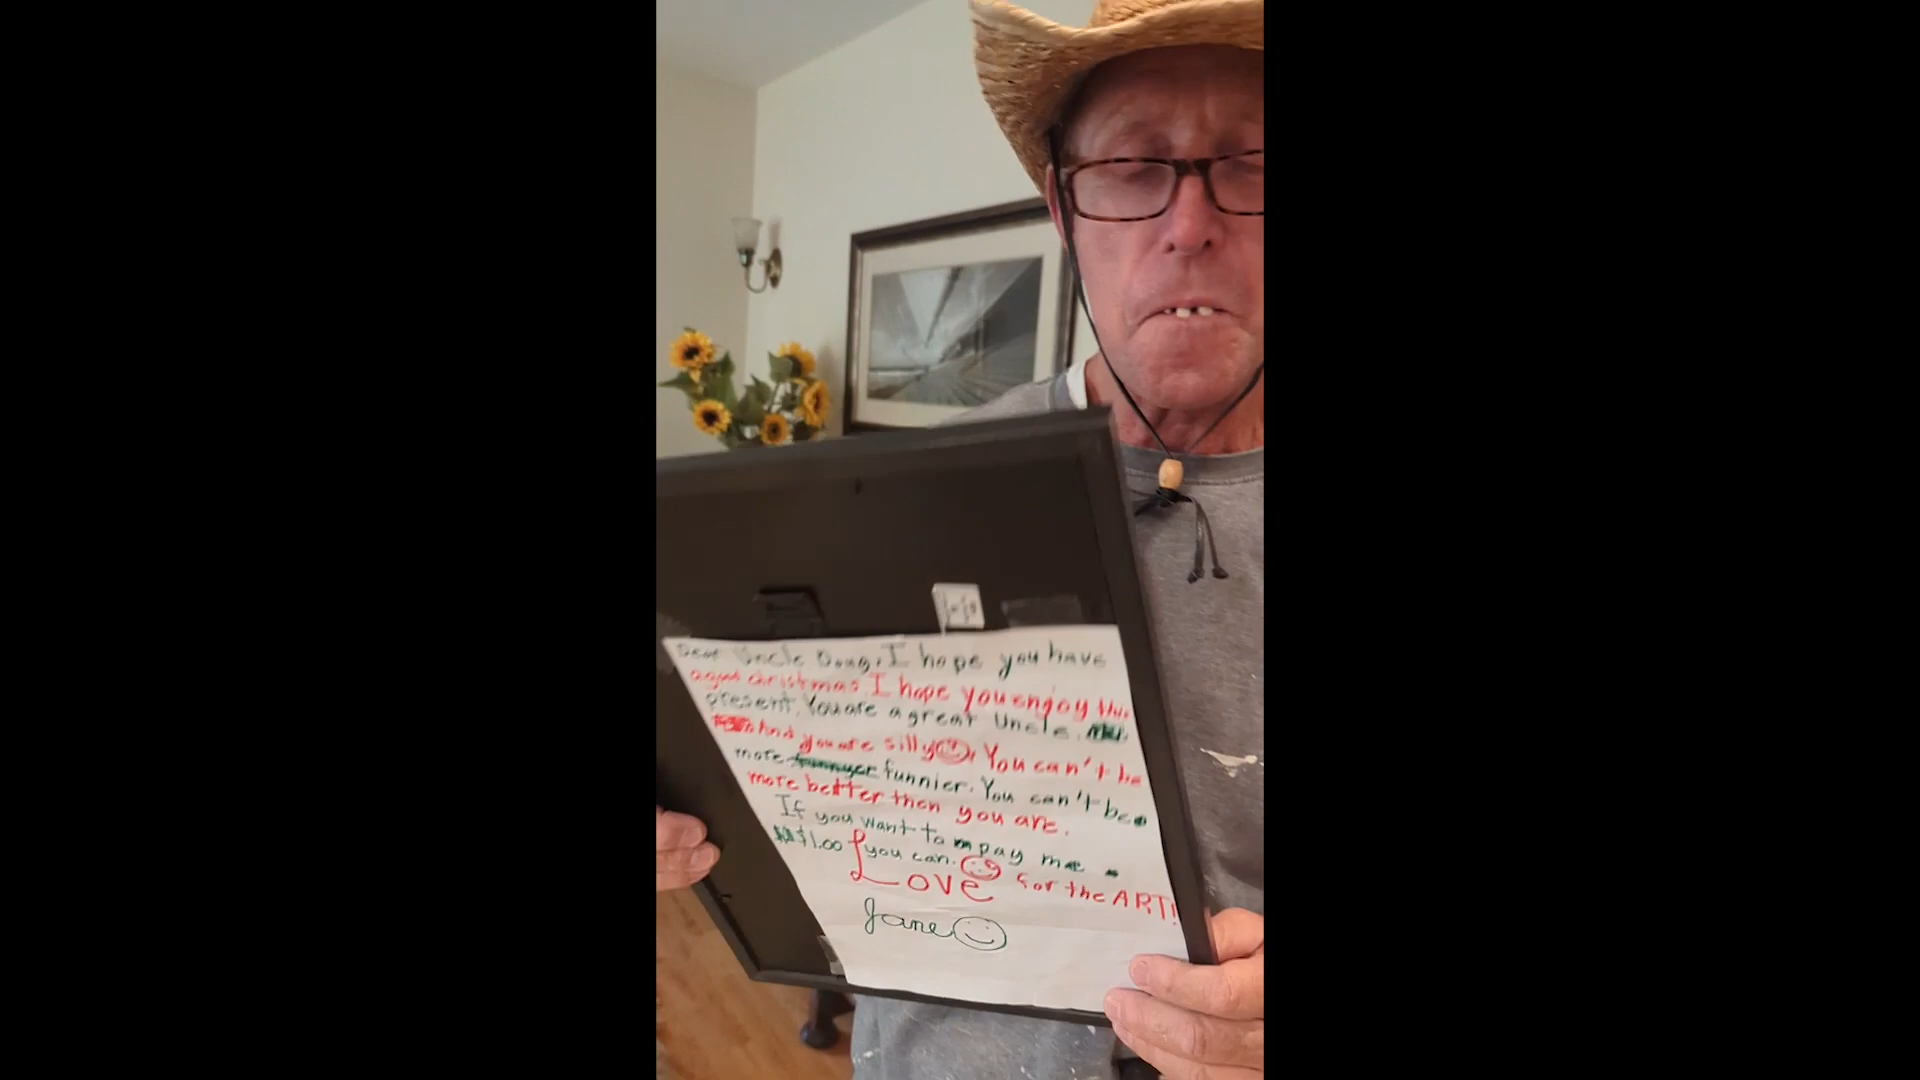 Dear Uncle Doug, I hope you have
a good christmas. I hope you enjoy this
present. You are a great Uncle.
And you are silly. You can't be
more funnier. You can't be
more better then you are.
If you want to pay me
$1.00 you can.
for the ART!
Love
Jane